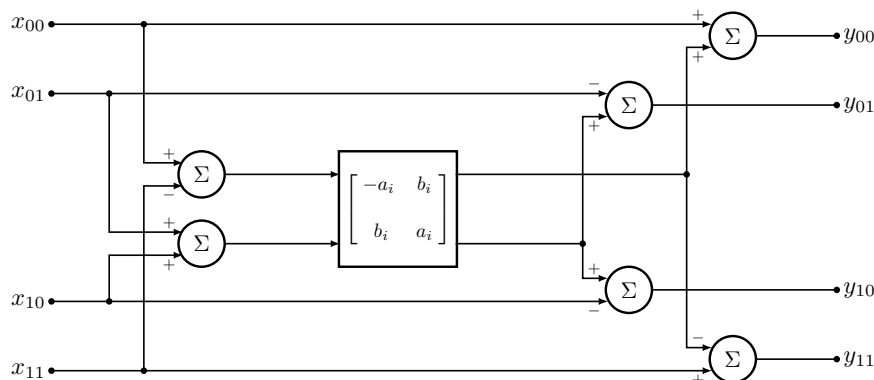 x₀₀ + Σ y₀₀
+
x₀₁ − Σ y₀₁
+
+ Σ
−
[ −aᵢ bᵢ
bᵢ aᵢ ]
+ Σ
+
+ Σ y₁₀
x₁₀ −
− Σ y₁₁
x₁₁ +